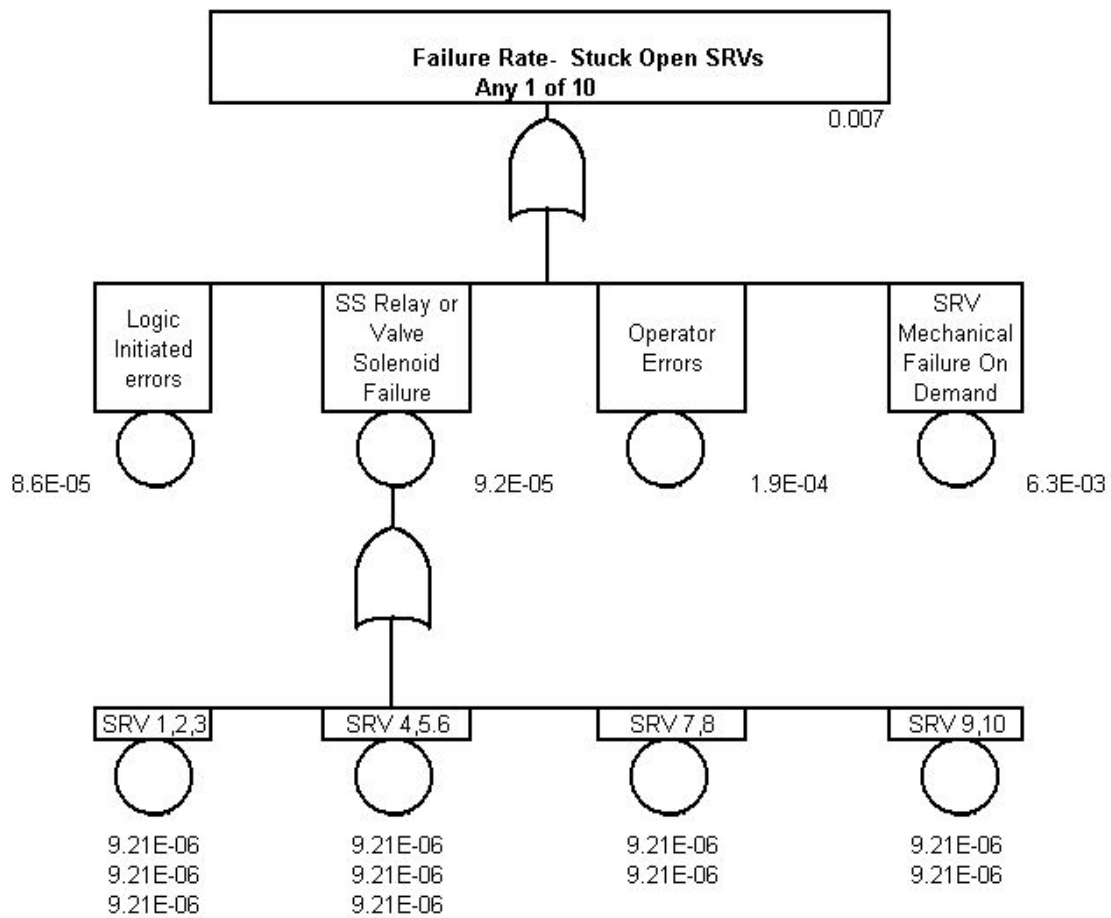 Failure Rate-  Stuck Open SRVs
Any 1 of 10
0.007
Logic
Initiated
errors
8.6E-05
SS Relay or
Valve
Solenoid
Failure
9.2E-05
Operator
Errors
1.9E-04
SRV
Mechanical
Failure On
Demand
6.3E-03
SRV 1,2,3
9.21E-06
9.21E-06
9.21E-06
SRV 4,5.6
9.21E-06
9.21E-06
9.21E-06
SRV 7,8
9.21E-06
9.21E-06
SRV 9,10
9.21E-06
9.21E-06